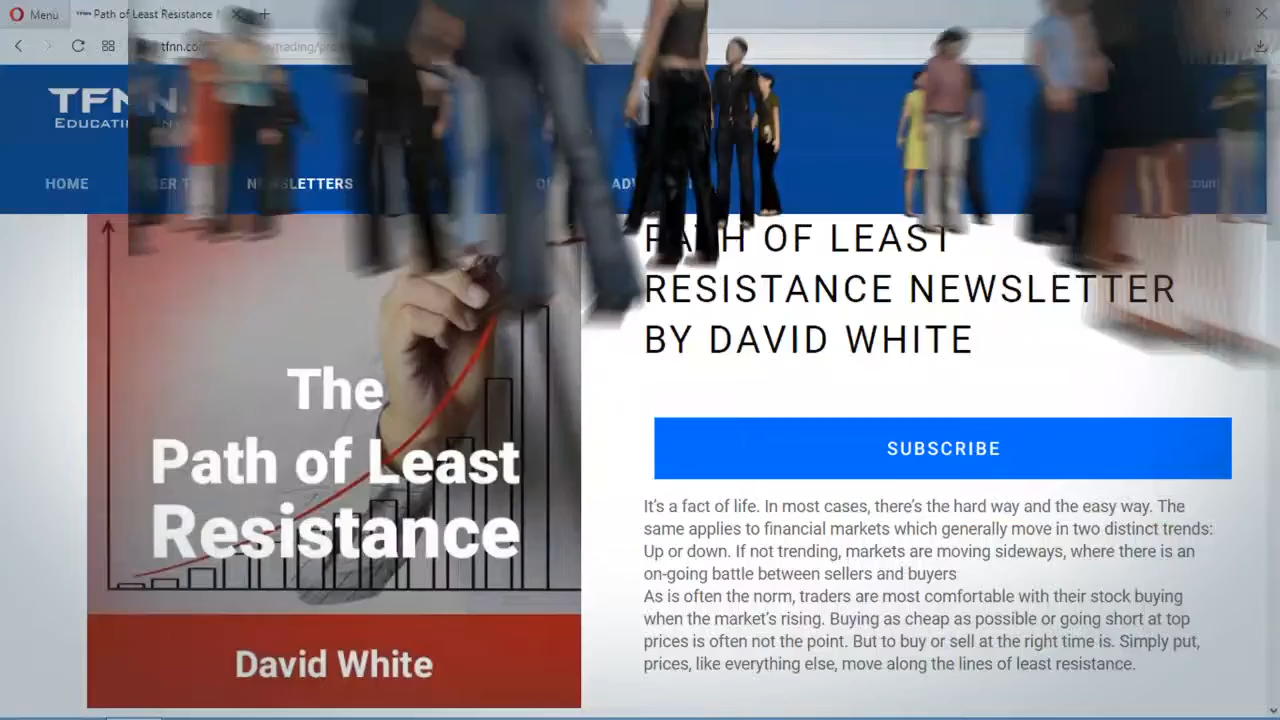 Menu
Path of Least Resistance
TFNN
HOME
NEWSLETTERS
PATH OF LEAST
RESISTANCE NEWSLETTER
BY DAVID WHITE
SUBSCRIBE
It's a fact of life. In most cases, there's the hard way and the easy way. The
same applies to financial markets which generally move in two distinct trends:
Up or down. If not trending, markets are moving sideways, where there is an
on-going battle between sellers and buyers
As is often the norm, traders are most comfortable with their stock buying
when the market's rising. Buying as cheap as possible or going short at top
prices is often not the point. But to buy or sell at the right time is. Simply put,
prices, like everything else, move along the lines of least resistance.
The
Path of Least
Resistance
David White